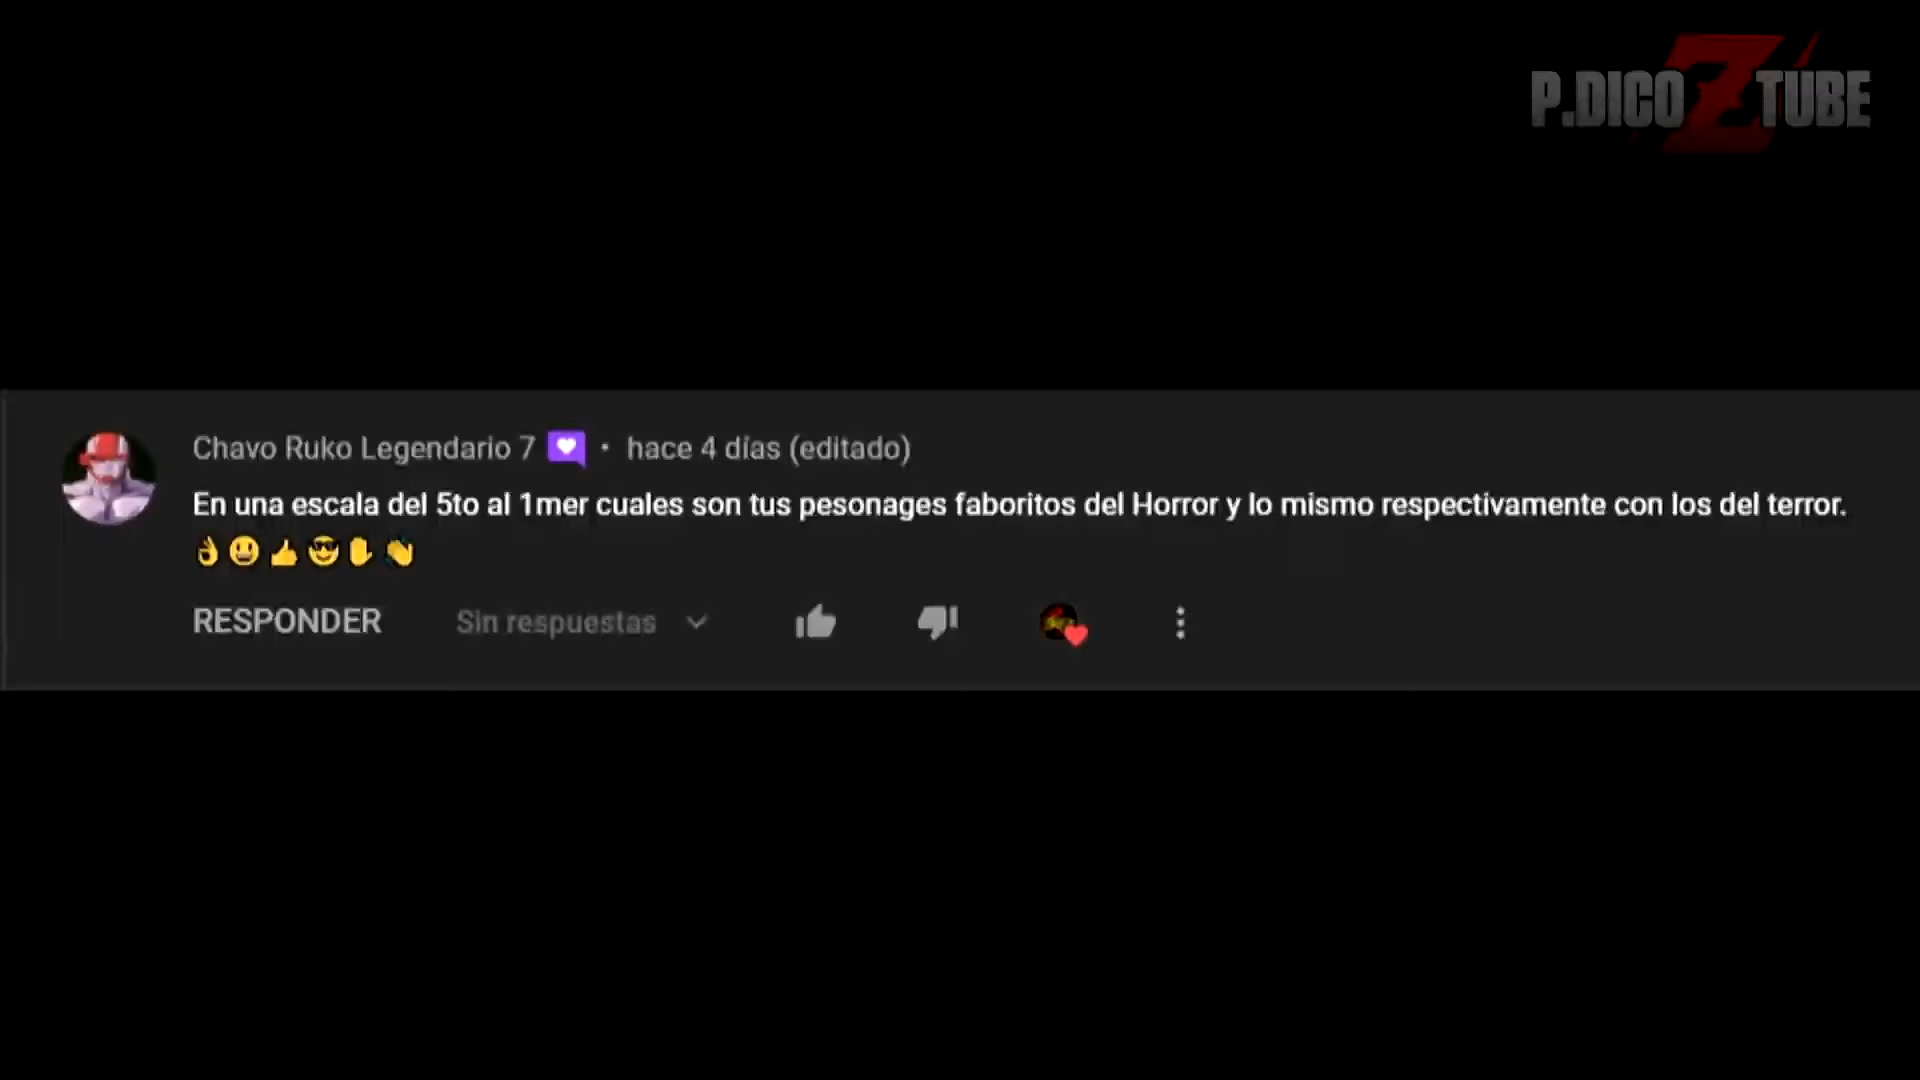 P.DICO Z TUBE
Chavo Ruko Legendario 7 · hace 4 días (editado)
En una escala del 5to al 1mer cuales son tus pesonages faboritos del Horror y lo mismo respectivamente con los del terror.
👌😃👍😎✋👏
RESPONDER Sin respuestas